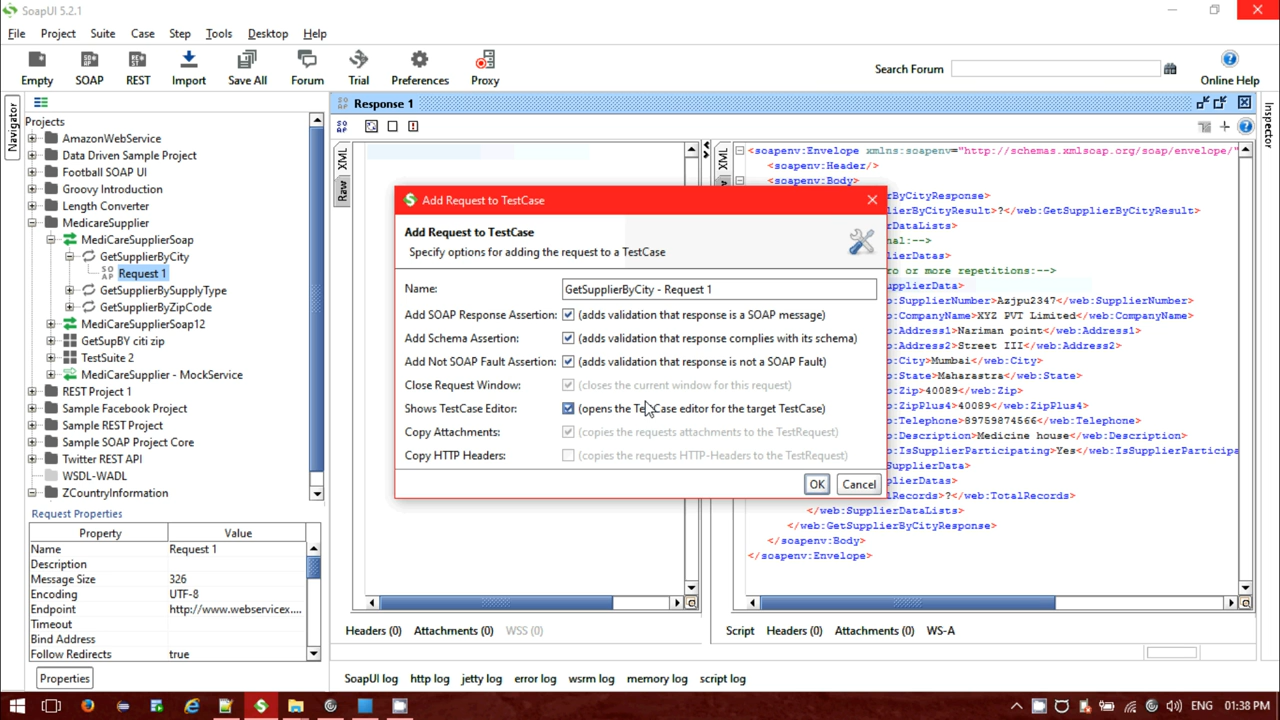 SoapUI 5.2.1
File Project Suite Case Step Tools Desktop Help
Empty SOAP REST Import Save All Forum Trial Preferences Proxy
Search Forum
Online Help
Navigator
Projects
AmazonWebService
Data Driven Sample Project
Football SOAP UI
Groovy Introduction
Length Converter
MedicareSupplier
MediCareSupplierSoap
GetSupplierByCity
Request 1
GetSupplierBySupplyType
GetSupplierByZipCode
MediCareSupplierSoap12
GetSupBY citi zip
TestSuite 2
MedicareSupplier - MockService
REST Project 1
Sample Facebook Project
Sample REST Project
Sample SOAP Project Core
Twitter REST API
WSDL-WADL
ZCountryInformation
Request Properties
Property Value
Name Request 1
Description
Message Size 326
Encoding UTF-8
Endpoint http://www.webservicex....
Timeout
Bind Address
Follow Redirects true
Properties
Response 1
XML
Raw
Add Request to TestCase
Add Request to TestCase
Specify options for adding the request to a TestCase
Name: GetSupplierByCity - Request 1
Add SOAP Response Assertion: (adds validation that response is a SOAP message)
Add Schema Assertion: (adds validation that response complies with its schema)
Add Not SOAP Fault Assertion: (adds validation that response is not a SOAP Fault)
Close Request Window: (closes the current window for this request)
Shows TestCase Editor: (opens the TestCase editor for the target TestCase)
Copy Attachments: (copies the requests attachments to the TestRequest)
Copy HTTP Headers: (copies the requests HTTP-Headers to the TestRequest)
OK Cancel
XML
<soapenv:Envelope xmlns:soapenv="http://schemas.xmlsoap.org/soap/envelope/"
<soapenv:Header/>
<soapenv:Body>
ierByCityResponse>
lierByCityResult>?</web:GetSupplierByCityResult>
erDataLists>
nal:-->
lierDatas>
ro or more repetitions:-->
upplierData>
:SupplierNumber>Azjpu2347</web:SupplierNumber>
:CompanyName>XYZ PVT Limited</web:CompanyName>
:Address1>Nariman point</web:Address1>
:Address2>Street III</web:Address2>
:City>Mumbai</web:City>
:State>Maharastra</web:State>
:Zip>40089</web:Zip>
:ZipPlus4>40089</web:ZipPlus4>
:Telephone>89759874566</web:Telephone>
:Description>Medicine house</web:Description>
:IsSupplierParticipating>Yes</web:IsSupplierParticipa
upplierData>
plierDatas>
lRecords>?</web:TotalRecords>
</web:SupplierDataLists>
</web:GetSupplierByCityResponse>
</soapenv:Body>
</soapenv:Envelope>
Inspector
Headers (0) Attachments (0) WSS (0)
Script Headers (0) Attachments (0) WS-A
SoapUI log http log jetty log error log wsrm log memory log script log
ENG 01:38 PM